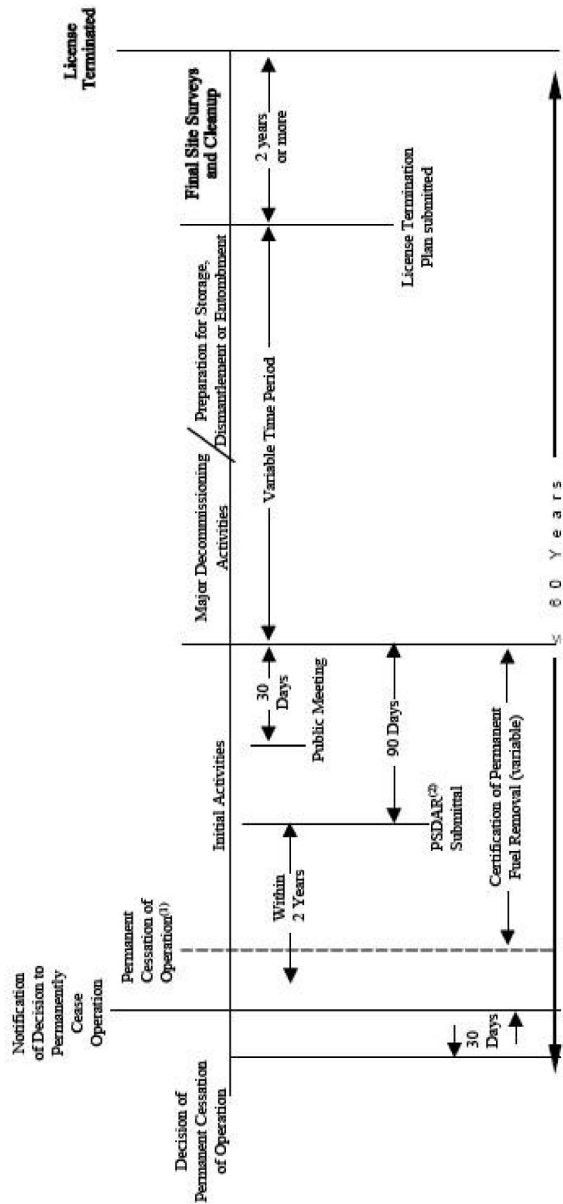 Notification
of Decision to
Permanently
Cease
Operation
License
Terminated
Decision of
Permanent Cessation
of Operation
Permanent
Cessation of
Operation(1)
Initial Activities
Major Decommissioning
Activities
Preparation for Storage,
Dismantlement or Entombment
Final Site Surveys
and Cleanup
Within
2 Years
30
Days
Public Meeting
Variable Time Period
2 years
or more
PSDAR(2)
Submittal
90 Days
License Termination
Plan submitted
30
Days
Certification of Permanent
Fuel Removal (variable)
≤ 60 Years